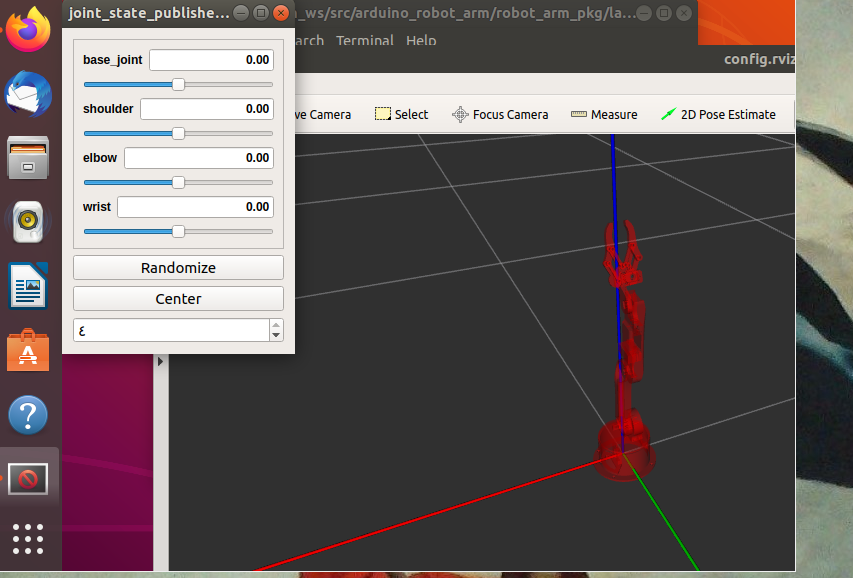 joint_state_publishe...
_ws/src/arduino_robot_arm/robot_arm_pkg/la...
arch Terminal Help
config.rviz
base_joint 0.00
shoulder 0.00
elbow 0.00
wrist 0.00
Randomize
Center
٤
ve Camera Select Focus Camera Measure 2D Pose Estimate